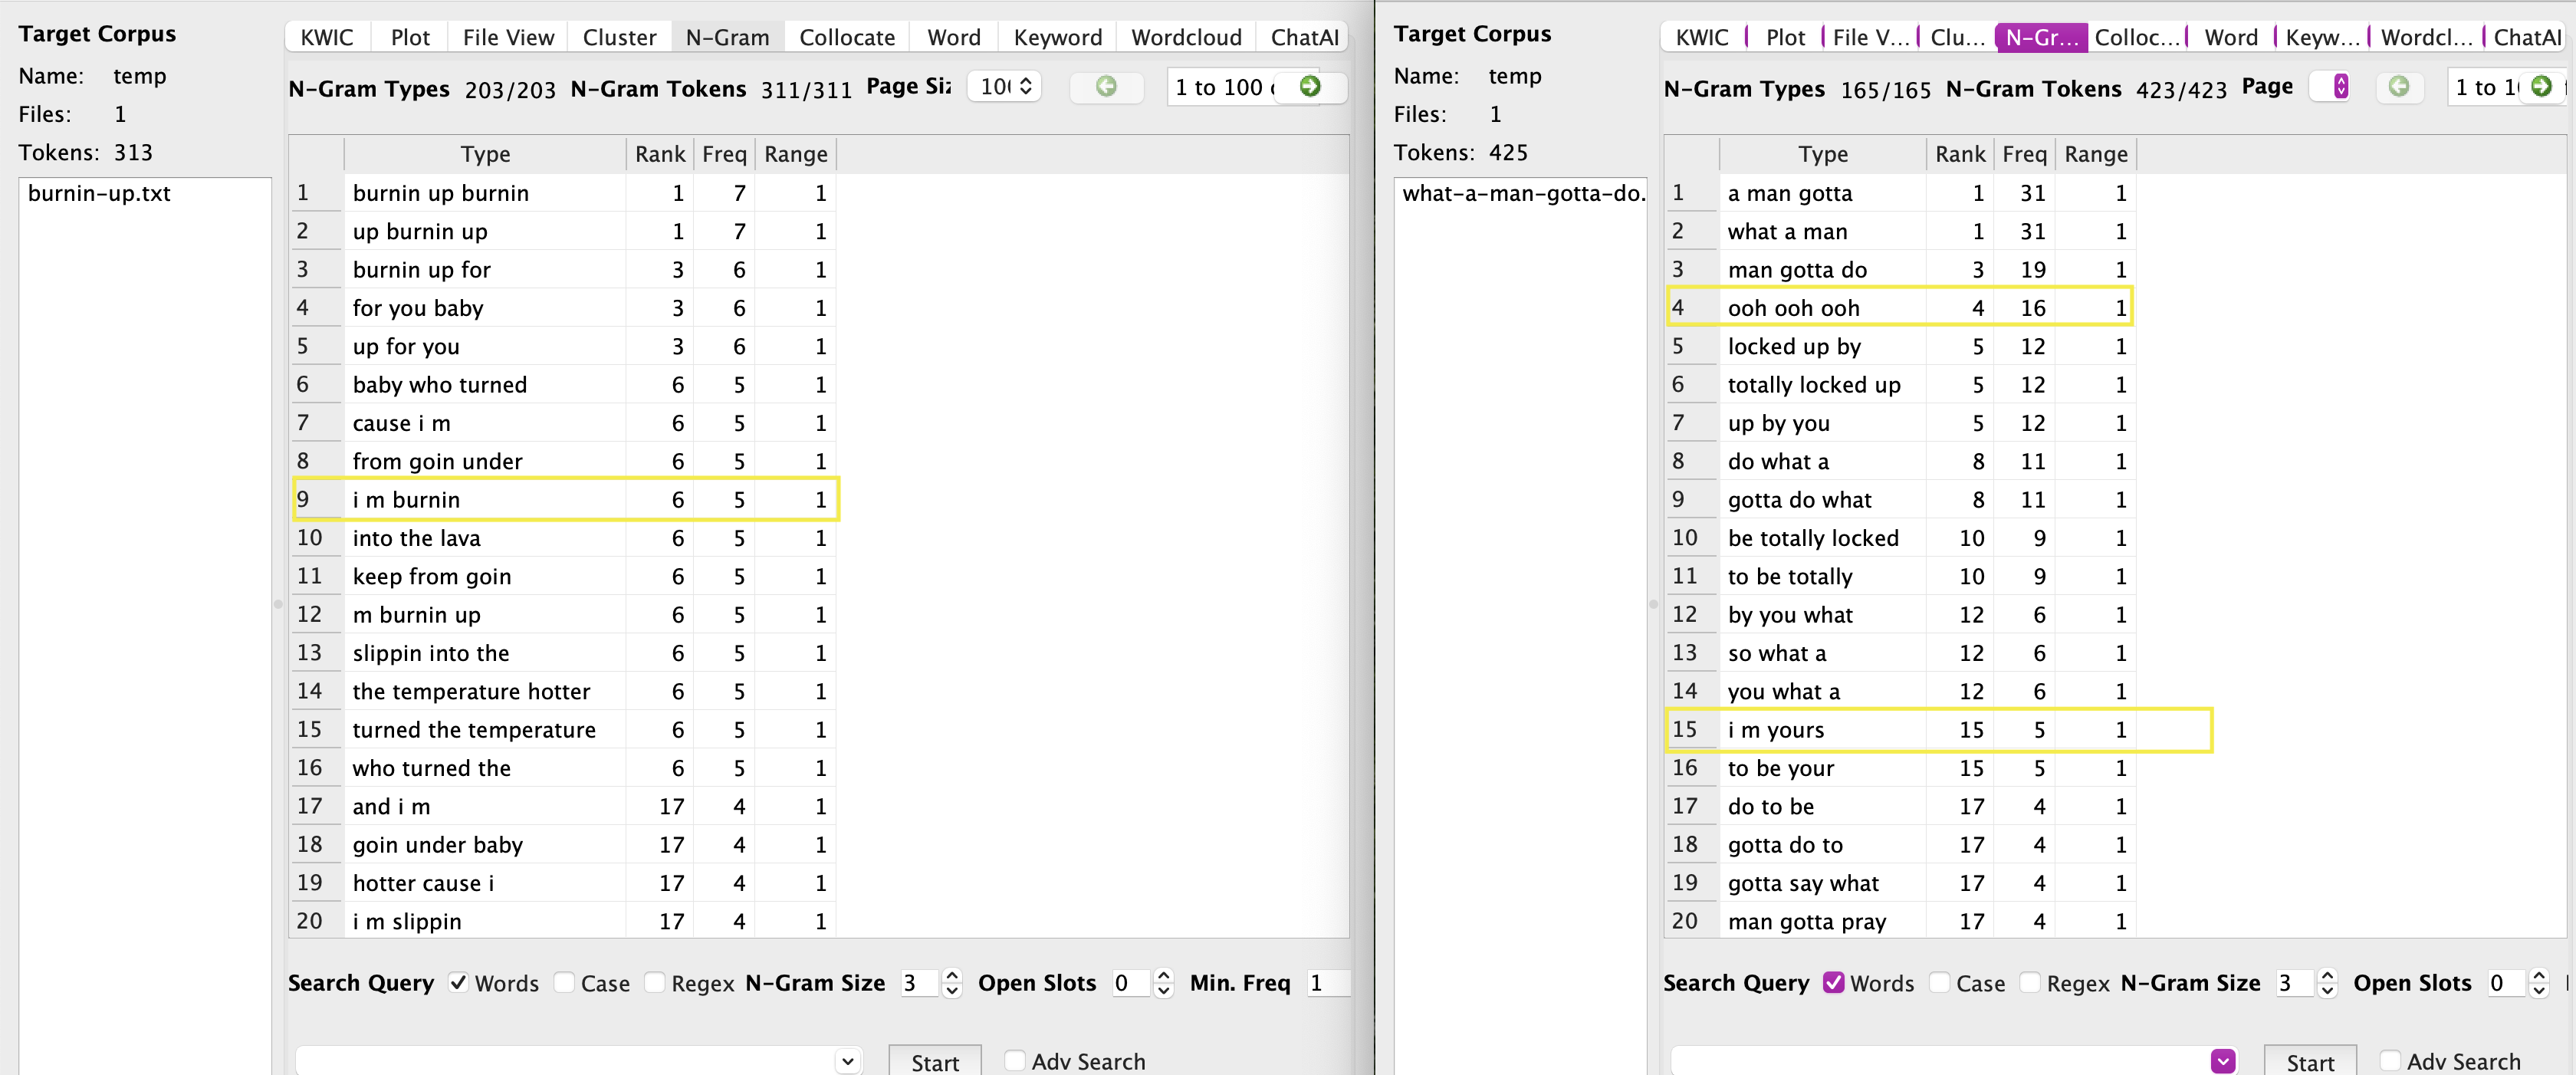 Target Corpus
Name: temp
Files: 1
Tokens: 313
burnin-up.txt
KWIC Plot File View Cluster N-Gram Collocate Word Keyword Wordcloud ChatAI
N-Gram Types 203/203 N-Gram Tokens 311/311 Page Si 10 1 to 100
Type Rank Freq Range
1 burnin up burnin 1 7 1
2 up burnin up 1 7 1
3 burnin up for 3 6 1
4 for you baby 3 6 1
5 up for you 3 6 1
6 baby who turned 6 5 1
7 cause i m 6 5 1
8 from goin under 6 5 1
9 i m burnin 6 5 1
10 into the lava 6 5 1
11 keep from goin 6 5 1
12 m burnin up 6 5 1
13 slippin into the 6 5 1
14 the temperature hotter 6 5 1
15 turned the temperature 6 5 1
16 who turned the 6 5 1
17 and i m 17 4 1
18 goin under baby 17 4 1
19 hotter cause i 17 4 1
20 i m slippin 17 4 1
Search Query Words Case Regex N-Gram Size 3 Open Slots 0 Min. Freq 1
Start Adv Search
Target Corpus
Name: temp
Files: 1
Tokens: 425
what-a-man-gotta-do.
KWIC Plot File V... Clu... N-Gr... Colloc... Word Keyw... Wordcl... ChatAI
N-Gram Types 165/165 N-Gram Tokens 423/423 Page 1 to 1
Type Rank Freq Range
1 a man gotta 1 31 1
2 what a man 1 31 1
3 man gotta do 3 19 1
4 ooh ooh ooh 4 16 1
5 locked up by 5 12 1
6 totally locked up 5 12 1
7 up by you 5 12 1
8 do what a 8 11 1
9 gotta do what 8 11 1
10 be totally locked 10 9 1
11 to be totally 10 9 1
12 by you what 12 6 1
13 so what a 12 6 1
14 you what a 12 6 1
15 i m yours 15 5 1
16 to be your 15 5 1
17 do to be 17 4 1
18 gotta do to 17 4 1
19 gotta say what 17 4 1
20 man gotta pray 17 4 1
Search Query Words Case Regex N-Gram Size 3 Open Slots 0
Start Adv Search